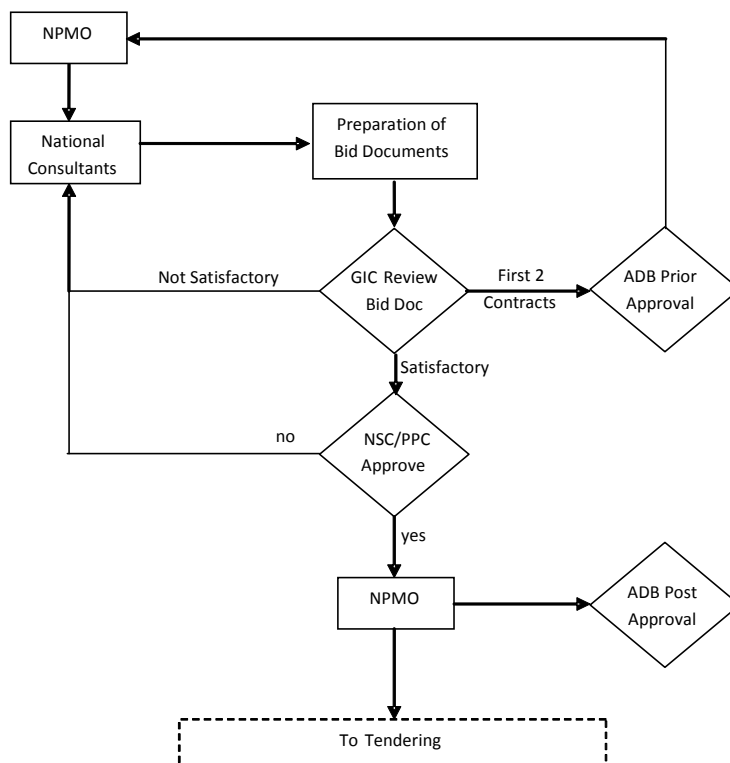 NPMO
National
Consultants
Preparation of
Bid Documents
Not Satisfactory
GIC Review
Bid Doc
First 2
Contracts
ADB Prior
Approval
Satisfactory
no
NSC/PPC
Approve
yes
NPMO
ADB Post
Approval
To Tendering